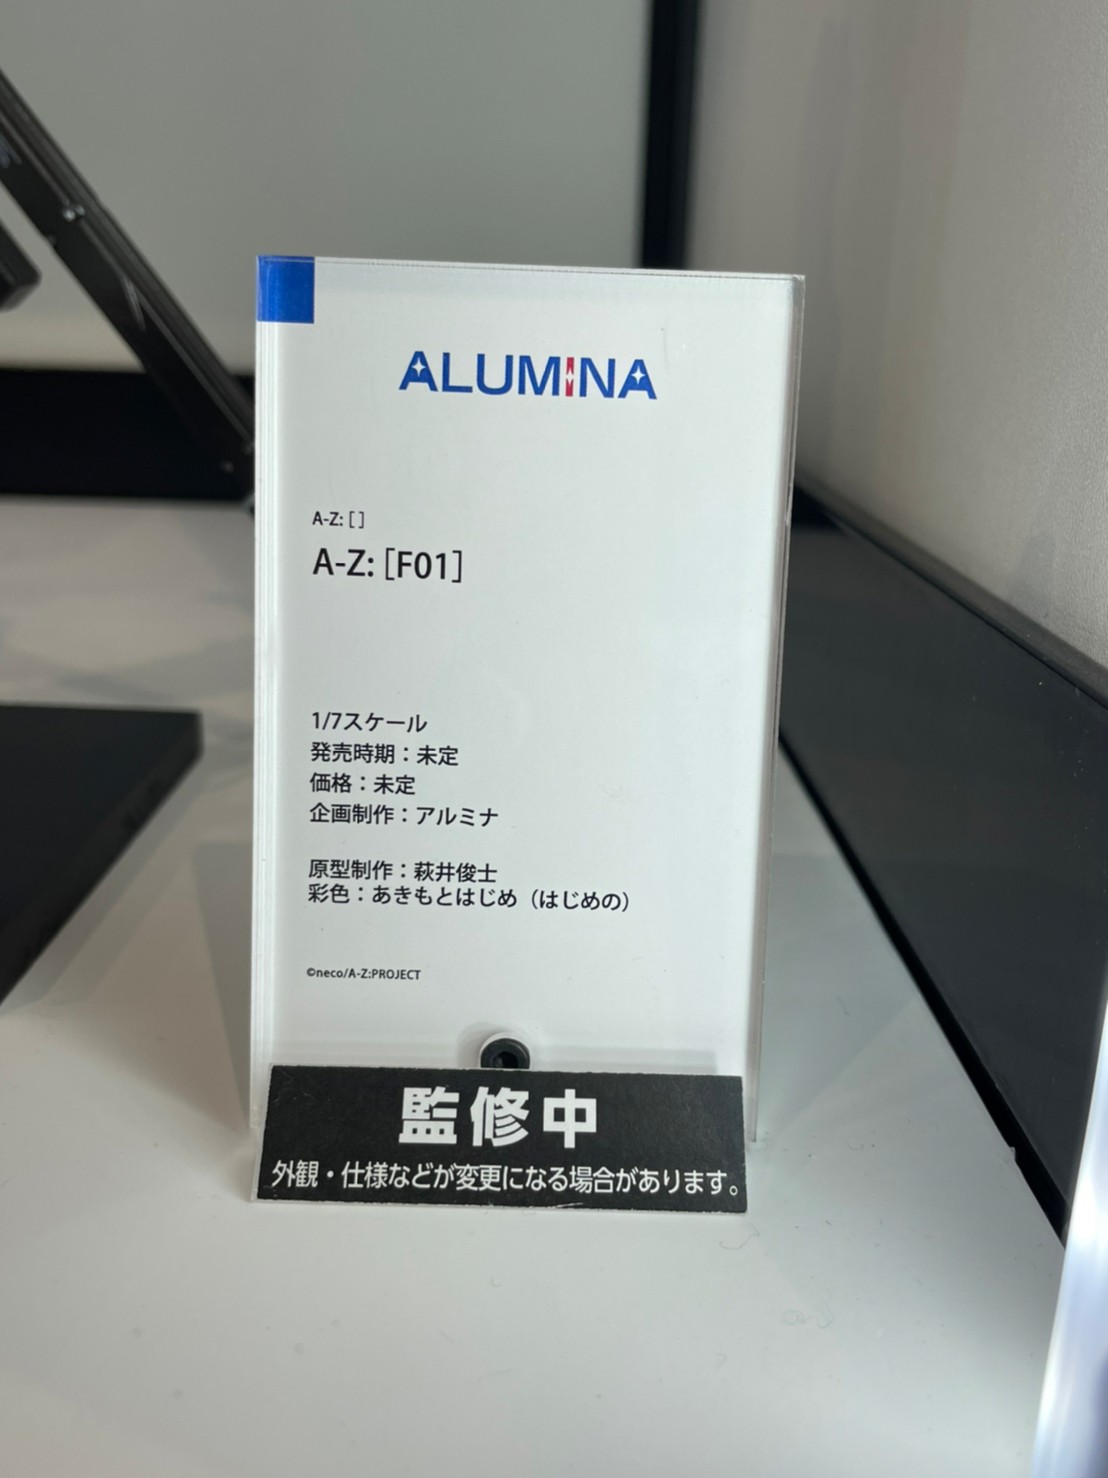 ALUMINA
A-Z: [ ]
A-Z: [F01]
1/7スケール
発売時期：未定
価格：未定
企画制作：アルミナ
原型制作：萩井俊士
彩色：あきもとはじめ（はじめの）
©neco/A-Z:PROJECT
監修中
外観・仕様などが変更になる場合があります。